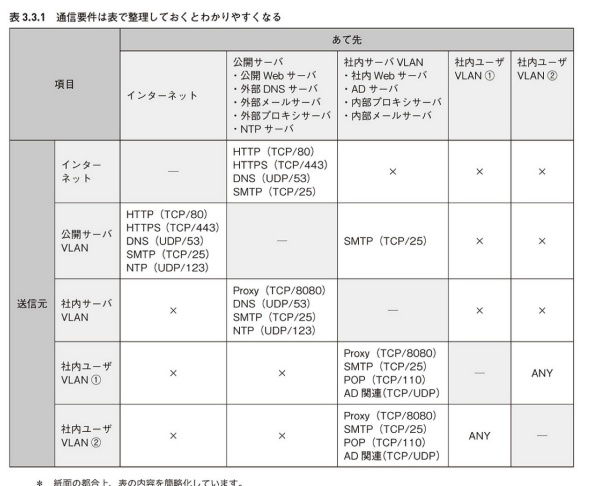 表 3.3.1 通信要件は表で整理しておくとわかりやすくなる
項目
あて先
インターネット
公開サーバ
・公開 Web サーバ
・外部 DNS サーバ
・外部メールサーバ
・外部プロキシサーバ
・NTP サーバ
社内サーバ VLAN
・社内 Web サーバ
・AD サーバ
・内部プロキシサーバ
・内部メールサーバ
社内ユーザ
VLAN ①
社内ユーザ
VLAN ②
送信元
インター
ネット
—
HTTP（TCP/80）
HTTPS（TCP/443）
DNS（UDP/53）
SMTP（TCP/25）
×
×
×
公開サーバ
VLAN
HTTP（TCP/80）
HTTPS（TCP/443）
DNS（UDP/53）
SMTP（TCP/25）
NTP（UDP/123）
—
SMTP（TCP/25）
×
×
社内サーバ
VLAN
×
Proxy（TCP/8080）
DNS（UDP/53）
SMTP（TCP/25）
NTP（UDP/123）
—
×
×
社内ユーザ
VLAN ①
×
×
Proxy（TCP/8080）
SMTP（TCP/25）
POP（TCP/110）
AD 関連（TCP/UDP）
—
ANY
社内ユーザ
VLAN ②
×
×
Proxy（TCP/8080）
SMTP（TCP/25）
POP（TCP/110）
AD 関連（TCP/UDP）
ANY
—
＊ 紙面の都合上、表の内容を簡略化しています。